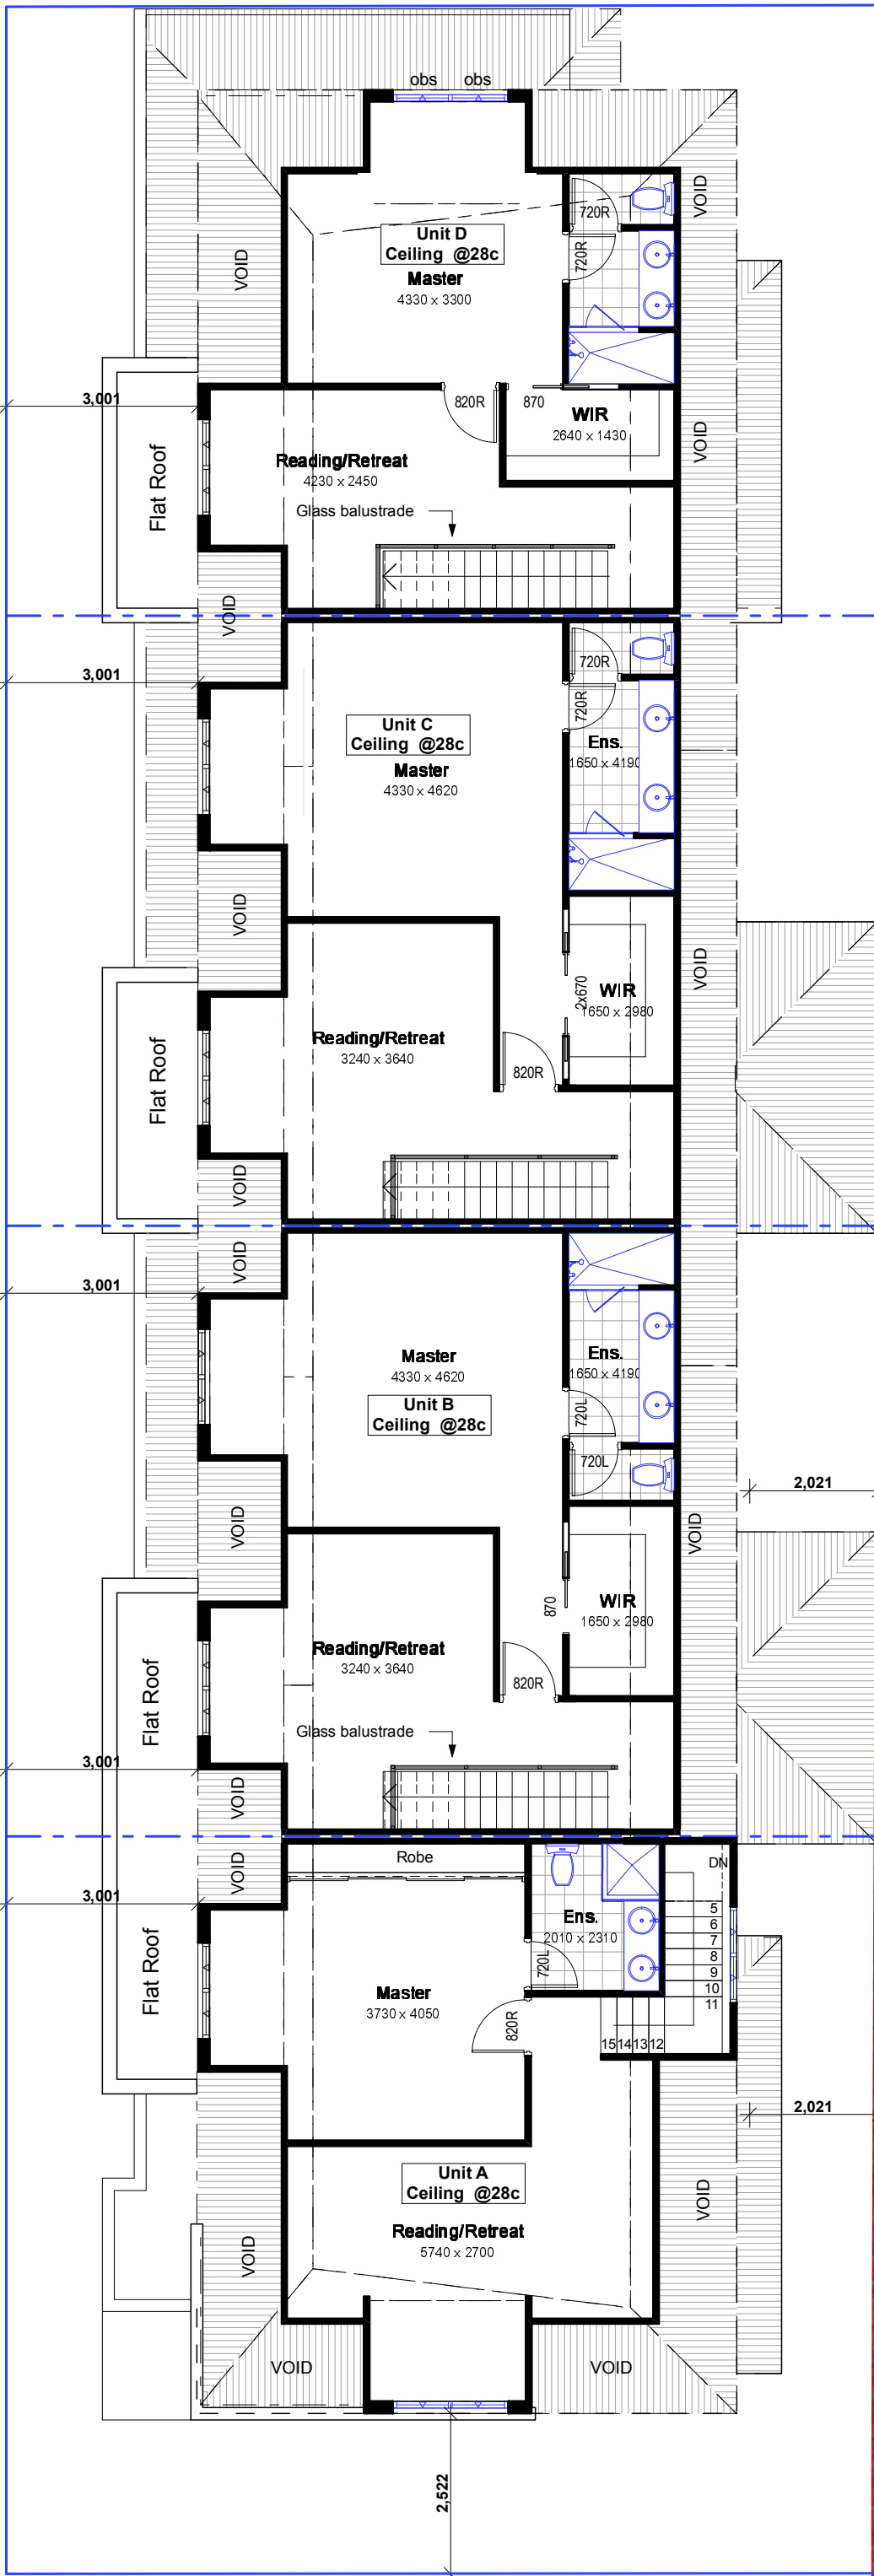 obs obs
VOID
720R
Unit D
Ceiling @28c
720R
VOID
Master
4330 x 3300
3,001
820R
870
WIR
2640 x 1430
VOID
Reading/Retreat
4230 x 2450
Flat Roof
Glass balustrade
VOID
720R
3,001
720R
Unit C
Ceiling @28c
Ens.
1650 x 4190
Master
4330 x 4620
VOID
VOID
2x670
WIR
1650 x 2980
Reading/Retreat
3240 x 3640
820R
Flat Roof
VOID
VOID
3,001
Master
4330 x 4620
Ens.
1650 x 4190
Unit B
Ceiling @28c
720L
720L
2,021
VOID
VOID
870
WIR
1650 x 2980
Reading/Retreat
3240 x 3640
820R
Flat Roof
Glass balustrade
3,001
VOID
Robe
DN
VOID
3,001
5
6
7
8
9
10
11
Ens.
2010 x 2310
720L
Flat Roof
Master
3730 x 4050
820R
15 14 13 12
2,021
Unit A
Ceiling @28c
VOID
Reading/Retreat
5740 x 2700
VOID
VOID
VOID
2,522